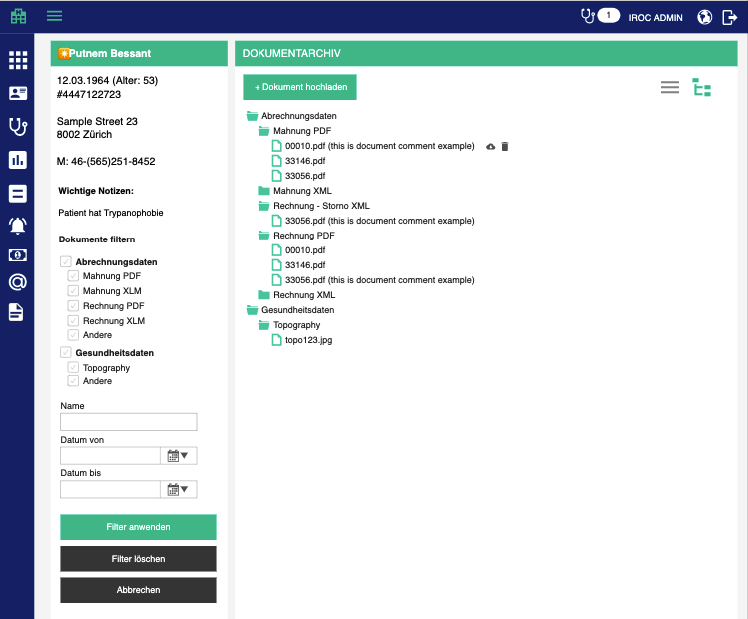 1
IROC ADMIN
Putnem Bessant
12.03.1964 (Alter: 53)
#4447122723
Sample Street 23
8002 Zürich
M: 46-(565)251-8452
Wichtige Notizen:
Patient hat Trypanophobie
Dokumente filtern
Abrechnungsdaten
Mahnung PDF
Mahnung XLM
Rechnung PDF
Rechnung XLM
Andere
Gesundheitsdaten
Topography
Andere
Name
Datum von
Datum bis
Filter anwenden
Filter löschen
Abbrechen
DOKUMENTARCHIV
+ Dokument hochladen
Abrechnungsdaten
Mahnung PDF
00010.pdf (this is document comment example)
33146.pdf
33056.pdf
Mahnung XML
Rechnung - Storno XML
33056.pdf (this is document comment example)
Rechnung PDF
00010.pdf
33146.pdf
33056.pdf (this is document comment example)
Rechnung XML
Gesundheitsdaten
Topography
topo123.jpg